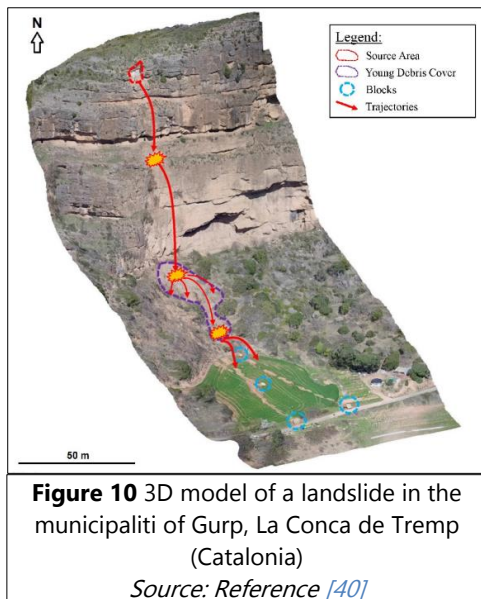 N
Legend:
Source Area
Young Debris Cover
Blocks
Trajectories
50 m
Figure 10 3D model of a landslide in the
municipaliti of Gurp, La Conca de Tremp
(Catalonia)
Source: Reference [40]